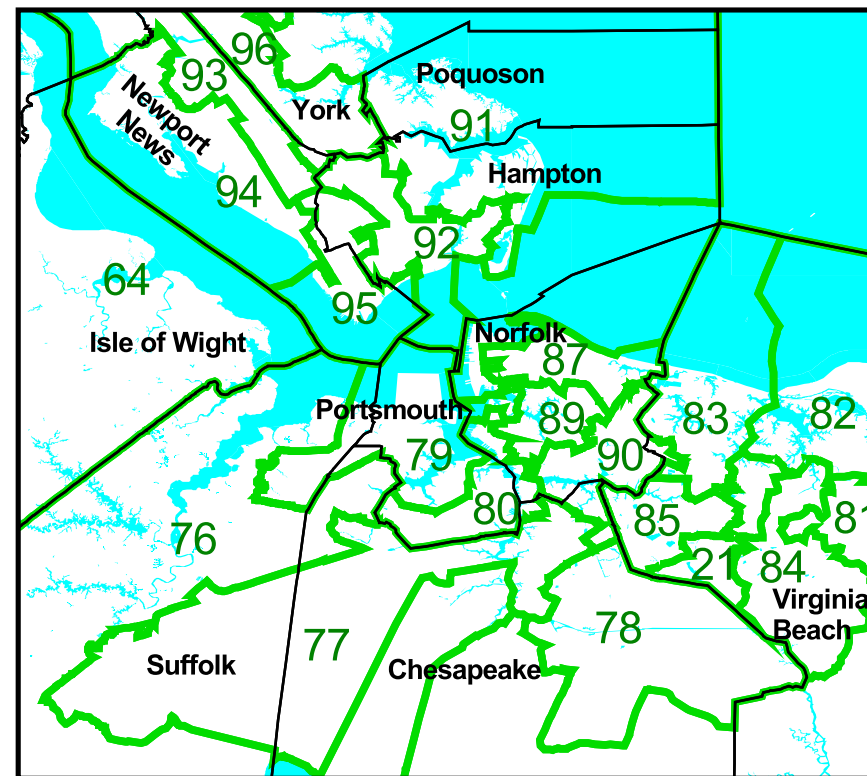 96
93
Poquoson
Newport
News
York
91
Hampton
94
92
64
95
Isle of Wight
Norfolk
87
Portsmouth
89
83
82
79
90
80
85
81
76
21
84
Virginia
Beach
77
78
Suffolk
Chesapeake